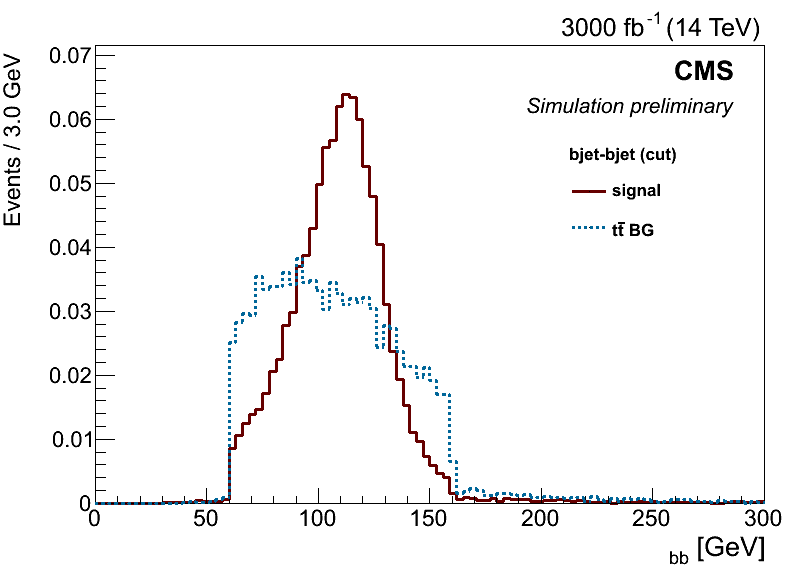 3000 fb⁻¹ (14 TeV)
CMS
Simulation preliminary
bjet-bjet (cut)
signal
tt̄ BG
Events / 3.0 GeV
0.07
0.06
0.05
0.04
0.03
0.02
0.01
0
0 50 100 150 200 250 300
bb [GeV]